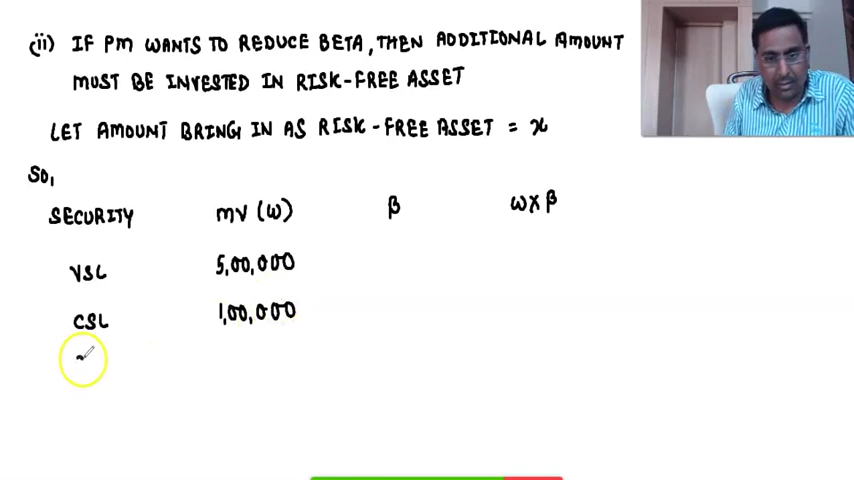 (ii) IF PM WANTS TO REDUCE BETA, THEN ADDITIONAL AMOUNT
MUST BE INVESTED IN RISK-FREE ASSET
LET AMOUNT BRING IN AS RISK-FREE ASSET = x
SO,
SECURITY MV (W) β W×β
VSL 5,00,000
CSL 1,00,000